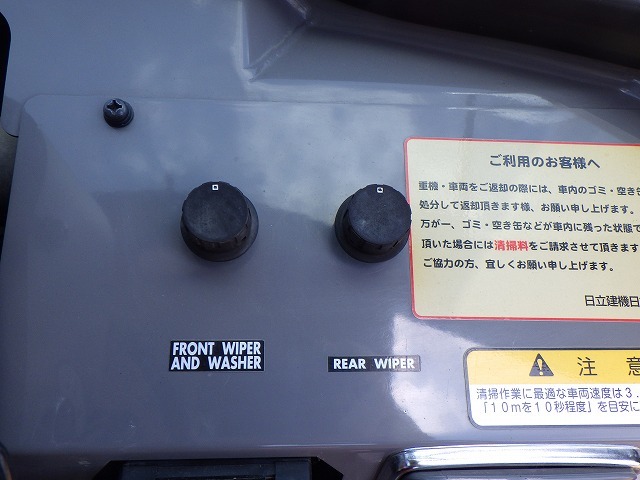 FRONT WIPER
AND WASHER
REAR WIPER
ご利用のお客様へ
重機・車両をご返却の際には、車内のゴミ・空き缶
処分して返却頂きます様、お願い申し上げます。
万が一、ゴミ・空き缶などが車内に残った状態で
頂いた場合には清掃料をご請求させて頂きます
ご協力の方、宜しくお願い申し上げます。
日立建機日
注意
清掃作業に最適な車両速度は3.
「10mを10秒程度」を目安に